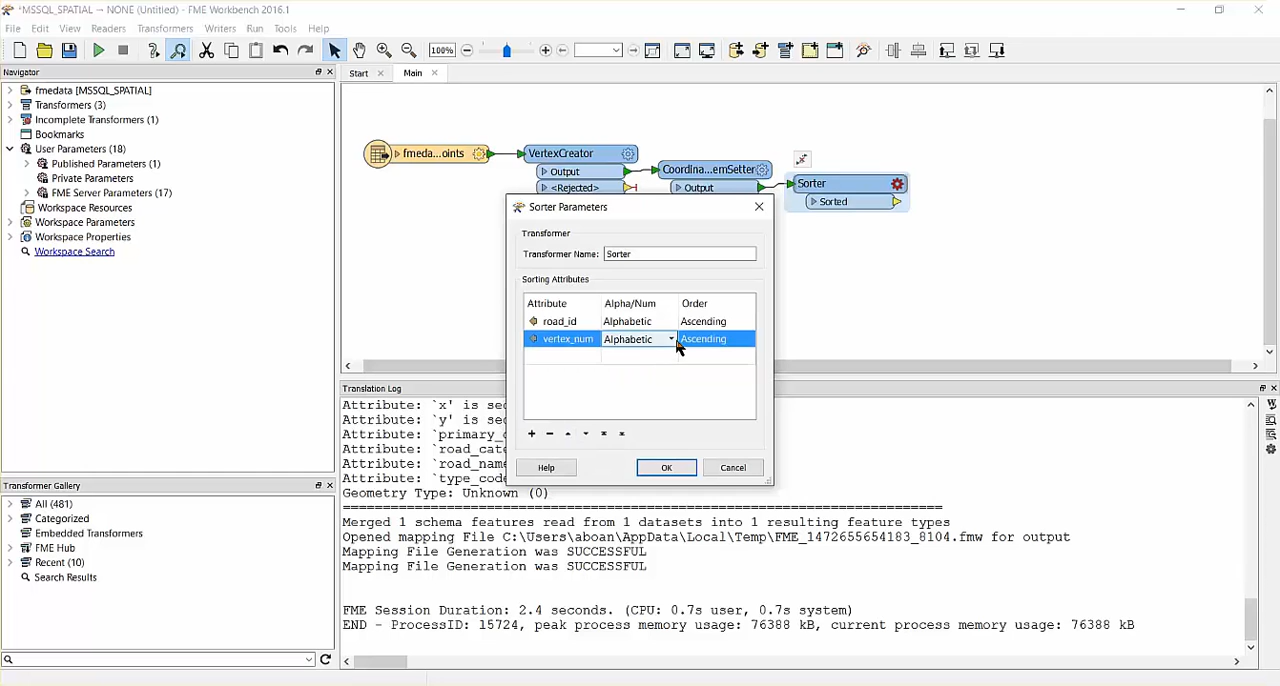 *MSSQL_SPATIAL → NONE (Untitled) - FME Workbench 2016.1
File Edit View Readers Transformers Writers Run Tools Help
100%
Navigator
Start
Main
fmedata [MSSQL_SPATIAL]
Transformers (3)
Incomplete Transformers (1)
Bookmarks
User Parameters (18)
Published Parameters (1)
Private Parameters
FME Server Parameters (17)
Workspace Resources
Workspace Parameters
Workspace Properties
Workspace Search
fmeda...oints
VertexCreator
Output
<Rejected>
Coordina...emSetter
Output
Sorter
Sorted
Sorter Parameters
Transformer
Transformer Name: Sorter
Sorting Attributes
Attribute Alpha/Num Order
road_id Alphabetic Ascending
vertex_num Alphabetic Ascending
Help OK Cancel
Translation Log
Attribute: `x' is sec
Attribute: `y' is sec
Attribute: `primary_c
Attribute: `road_cate
Attribute: `road_name
Attribute: `type_code
Geometry Type: Unknown (0)
Merged 1 schema features read from 1 datasets into 1 resulting feature types
Opened mapping File C:\Users\aboan\AppData\Local\Temp\FME_1472655654183_8104.fmw for output
Mapping File Generation was SUCCESSFUL
Mapping File Generation was SUCCESSFUL
FME Session Duration: 2.4 seconds. (CPU: 0.7s user, 0.7s system)
END - ProcessID: 15724, peak process memory usage: 76388 kB, current process memory usage: 76388 kB
Transformer Gallery
All (481)
Categorized
Embedded Transformers
FME Hub
Recent (10)
Search Results